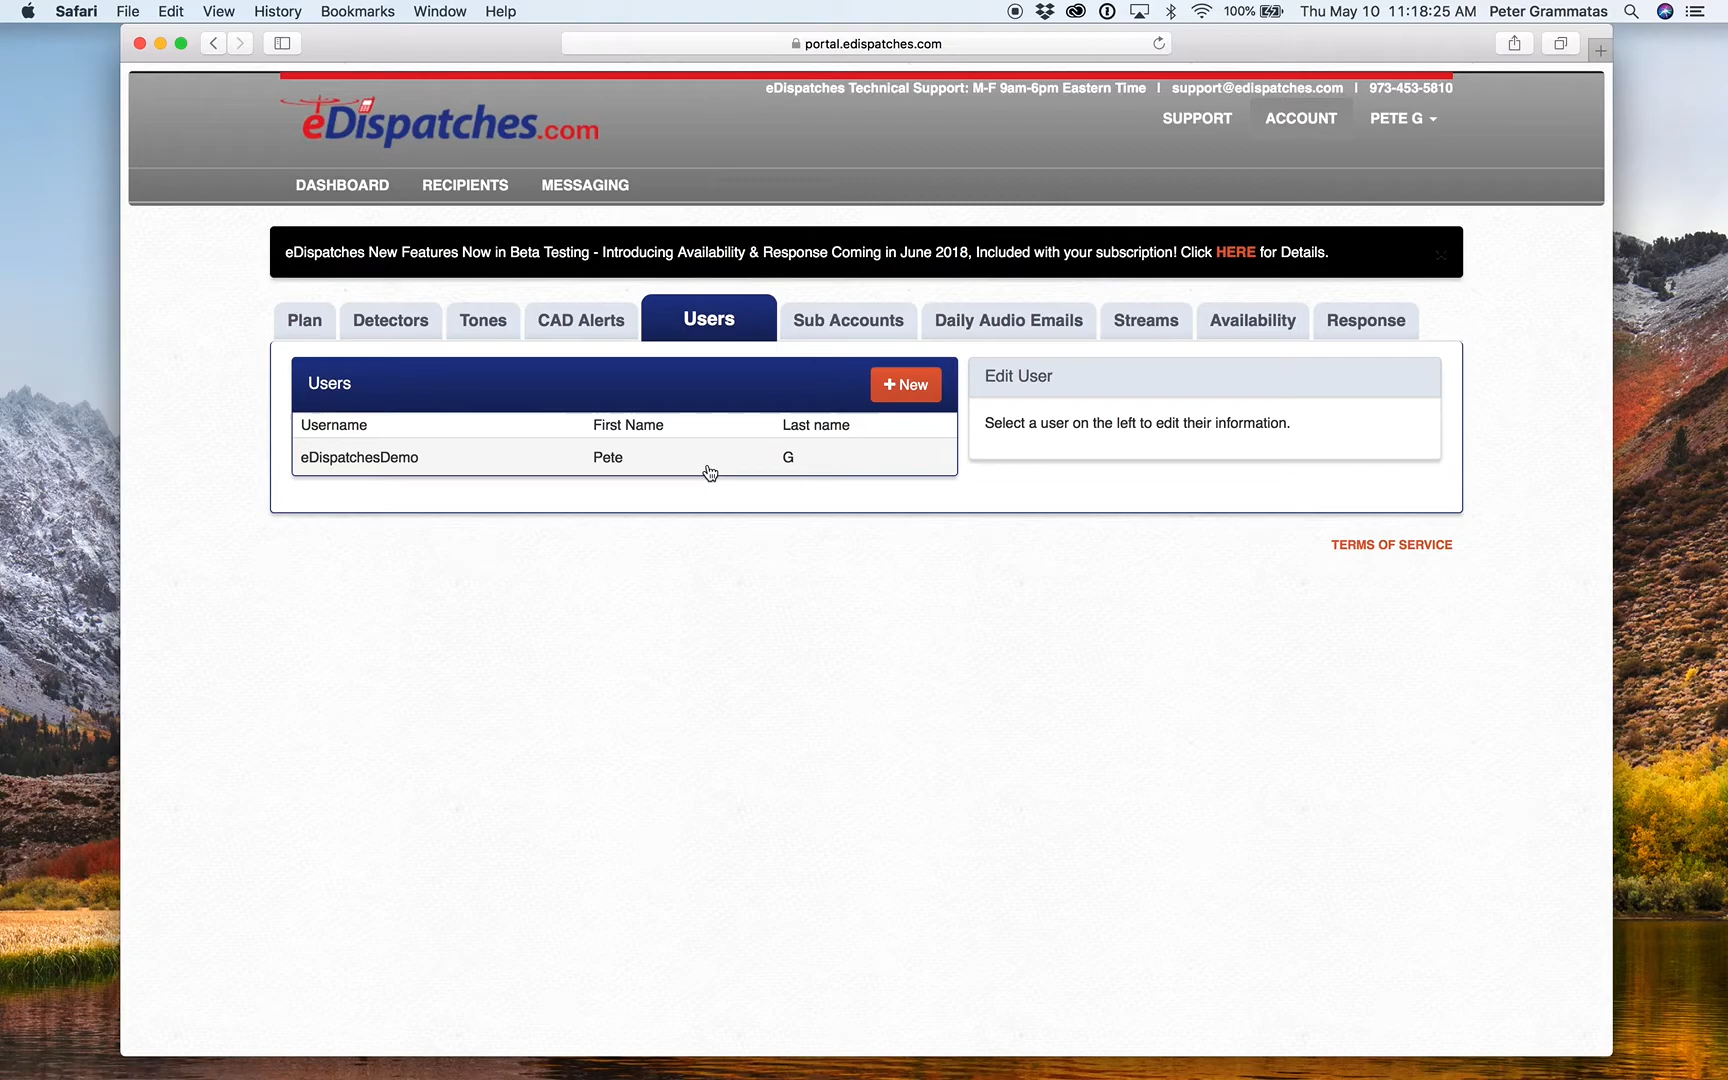 Safari File Edit View History Bookmarks Window Help 100% Thu May 10 11:18:25 AM Peter Grammatas
portal.edispatches.com
eDispatches Technical Support: M-F 9am-6pm Eastern Time | support@edispatches.com | 973-453-5810
eDispatches.com
SUPPORT ACCOUNT PETE G
DASHBOARD RECIPIENTS MESSAGING
eDispatches New Features Now in Beta Testing - Introducing Availability & Response Coming in June 2018, Included with your subscription! Click HERE for Details.
Plan Detectors Tones CAD Alerts Users Sub Accounts Daily Audio Emails Streams Availability Response
Users + New
Edit User
Username First Name Last name
Select a user on the left to edit their information.
eDispatchesDemo Pete G
TERMS OF SERVICE